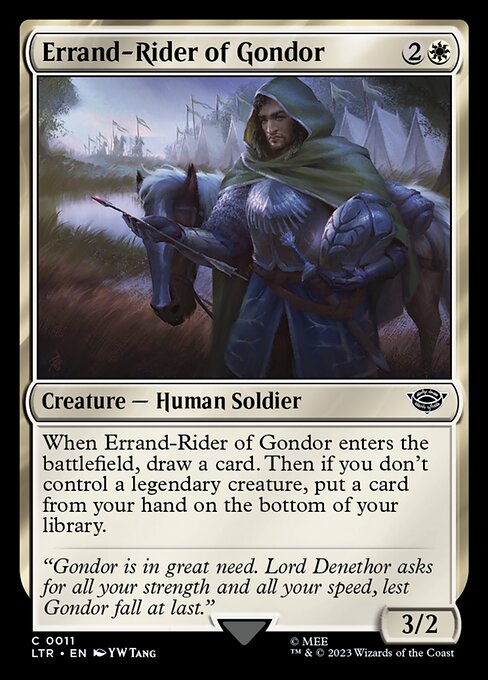 Errand-Rider of Gondor 2
Creature — Human Soldier
When Errand-Rider of Gondor enters the
battlefield, draw a card. Then if you don't
control a legendary creature, put a card
from your hand on the bottom of your
library.
“Gondor is in great need. Lord Denethor asks
for all your strength and all your speed, lest
Gondor fall at last.”
3/2
C 0011
LTR • EN YW Tang
© MEE
™ & © 2023 Wizards of the Coast